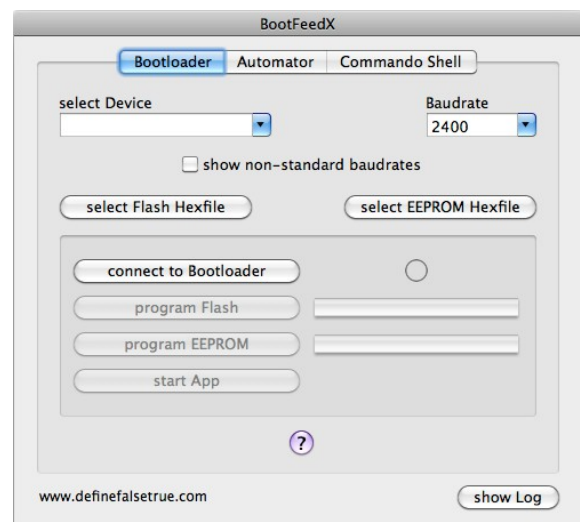 BootFeedX
Bootloader Automator Commando Shell
select Device Baudrate
2400
show non-standard baudrates
select Flash Hexfile select EEPROM Hexfile
connect to Bootloader
program Flash
program EEPROM
start App
?
www.definefalsetrue.com show Log